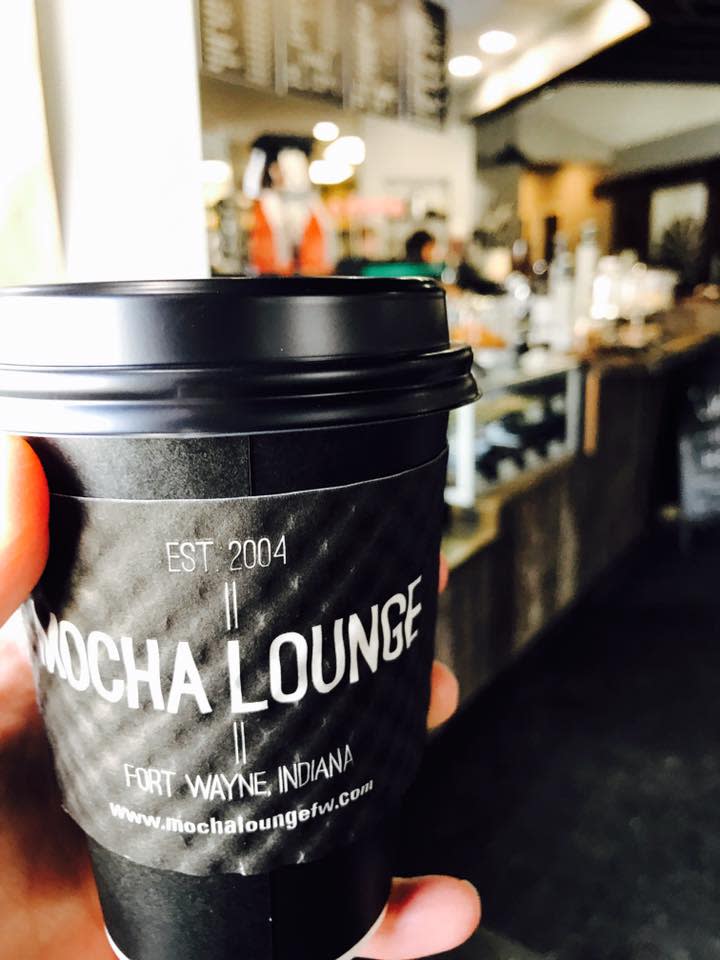 EST. 2004
MOCHA LOUNGE
FORT WAYNE, INDIANA
www.mochaloungefw.com